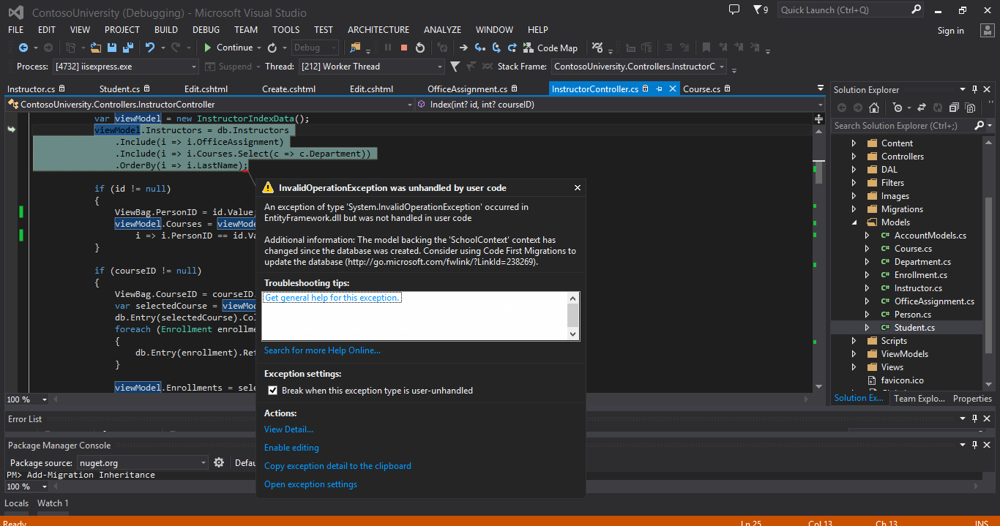 ContosoUniversity (Debugging) - Microsoft Visual Studio
9
Quick Launch (Ctrl+Q)
FILE EDIT VIEW PROJECT BUILD DEBUG TEAM TOOLS TEST ARCHITECTURE ANALYZE WINDOW HELP
Sign in
Continue Debug Code Map
Process: [4732] iisexpress.exe Suspend Thread: [212] Worker Thread Stack Frame: ContosoUniversity.Controllers.InstructorC
Instructor.cs Student.cs Edit.cshtml Create.cshtml Edit.cshtml OfficeAssignment.cs InstructorController.cs Course.cs
ContosoUniversity.Controllers.InstructorController Index(int? id, int? courseID)
var viewModel = new InstructorIndexData();
viewModel.Instructors = db.Instructors
.Include(i => i.OfficeAssignment)
.Include(i => i.Courses.Select(c => c.Department))
.OrderBy(i => i.LastName);
if (id != null)
{
ViewBag.PersonID = id.Value;
viewModel.Courses = viewMode
i => i.PersonID == id.Va
}
if (courseID != null)
{
ViewBag.CourseID = courseID.
var selectedCourse = viewMo
db.Entry(selectedCourse).Col
foreach (Enrollment enrollme
{
db.Entry(enrollment).Ref
}
viewModel.Enrollments = sele
100 %
InvalidOperationException was unhandled by user code
An exception of type 'System.InvalidOperationException' occurred in
EntityFramework.dll but was not handled in user code
Additional information: The model backing the 'SchoolContext' context has
changed since the database was created. Consider using Code First Migrations to
update the database (http://go.microsoft.com/fwlink/?LinkId=238269).
Troubleshooting tips:
Get general help for this exception.
Search for more Help Online...
Exception settings:
Break when this exception type is user-unhandled
Actions:
View Detail...
Enable editing
Copy exception detail to the clipboard
Open exception settings
Solution Explorer
Search Solution Explorer (Ctrl+;)
Content
Controllers
DAL
Filters
Images
Migrations
Models
C# AccountModels.cs
C# Course.cs
C# Department.cs
C# Enrollment.cs
C# Instructor.cs
C# OfficeAssignment.cs
C# Person.cs
C# Student.cs
Scripts
ViewModels
Views
favicon.ico
Solution Ex... Team Explo... Properties
Error List
Package Manager Console
Package source: nuget.org Defau
PM> Add-Migration Inheritance
100 %
Locals Watch 1
Ready Ln 25 Col 13 Ch 13 INS